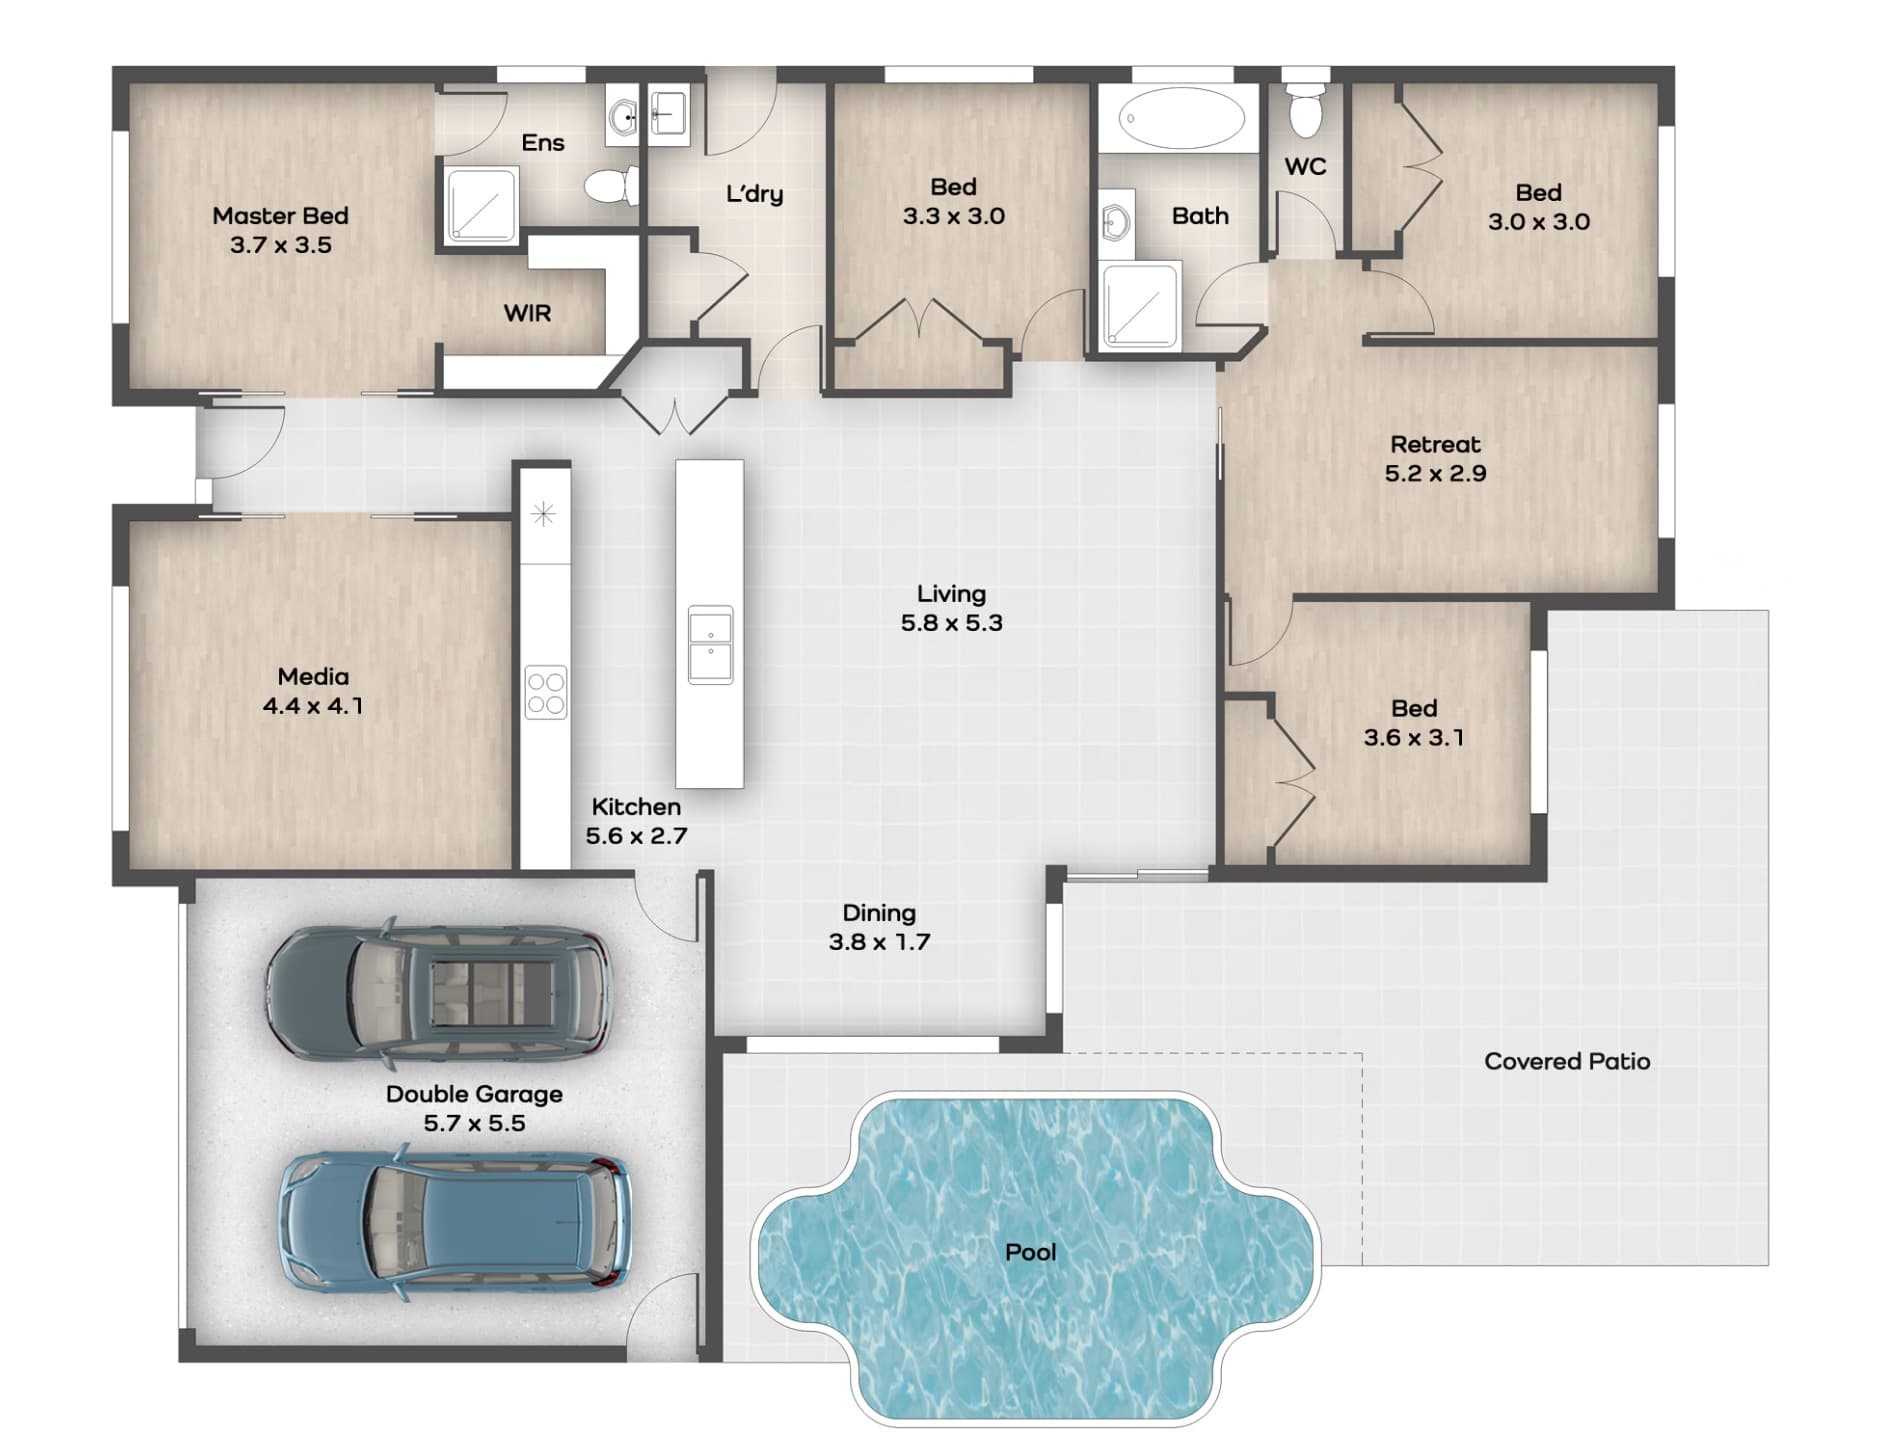 Ens
L'dry
Master Bed
3.7 x 3.5
WIR
Bed
3.3 x 3.0
Bath
WC
Bed
3.0 x 3.0
Retreat
5.2 x 2.9
Living
5.8 x 5.3
Media
4.4 x 4.1
Bed
3.6 x 3.1
Kitchen
5.6 x 2.7
Dining
3.8 x 1.7
Double Garage
5.7 x 5.5
Covered Patio
Pool